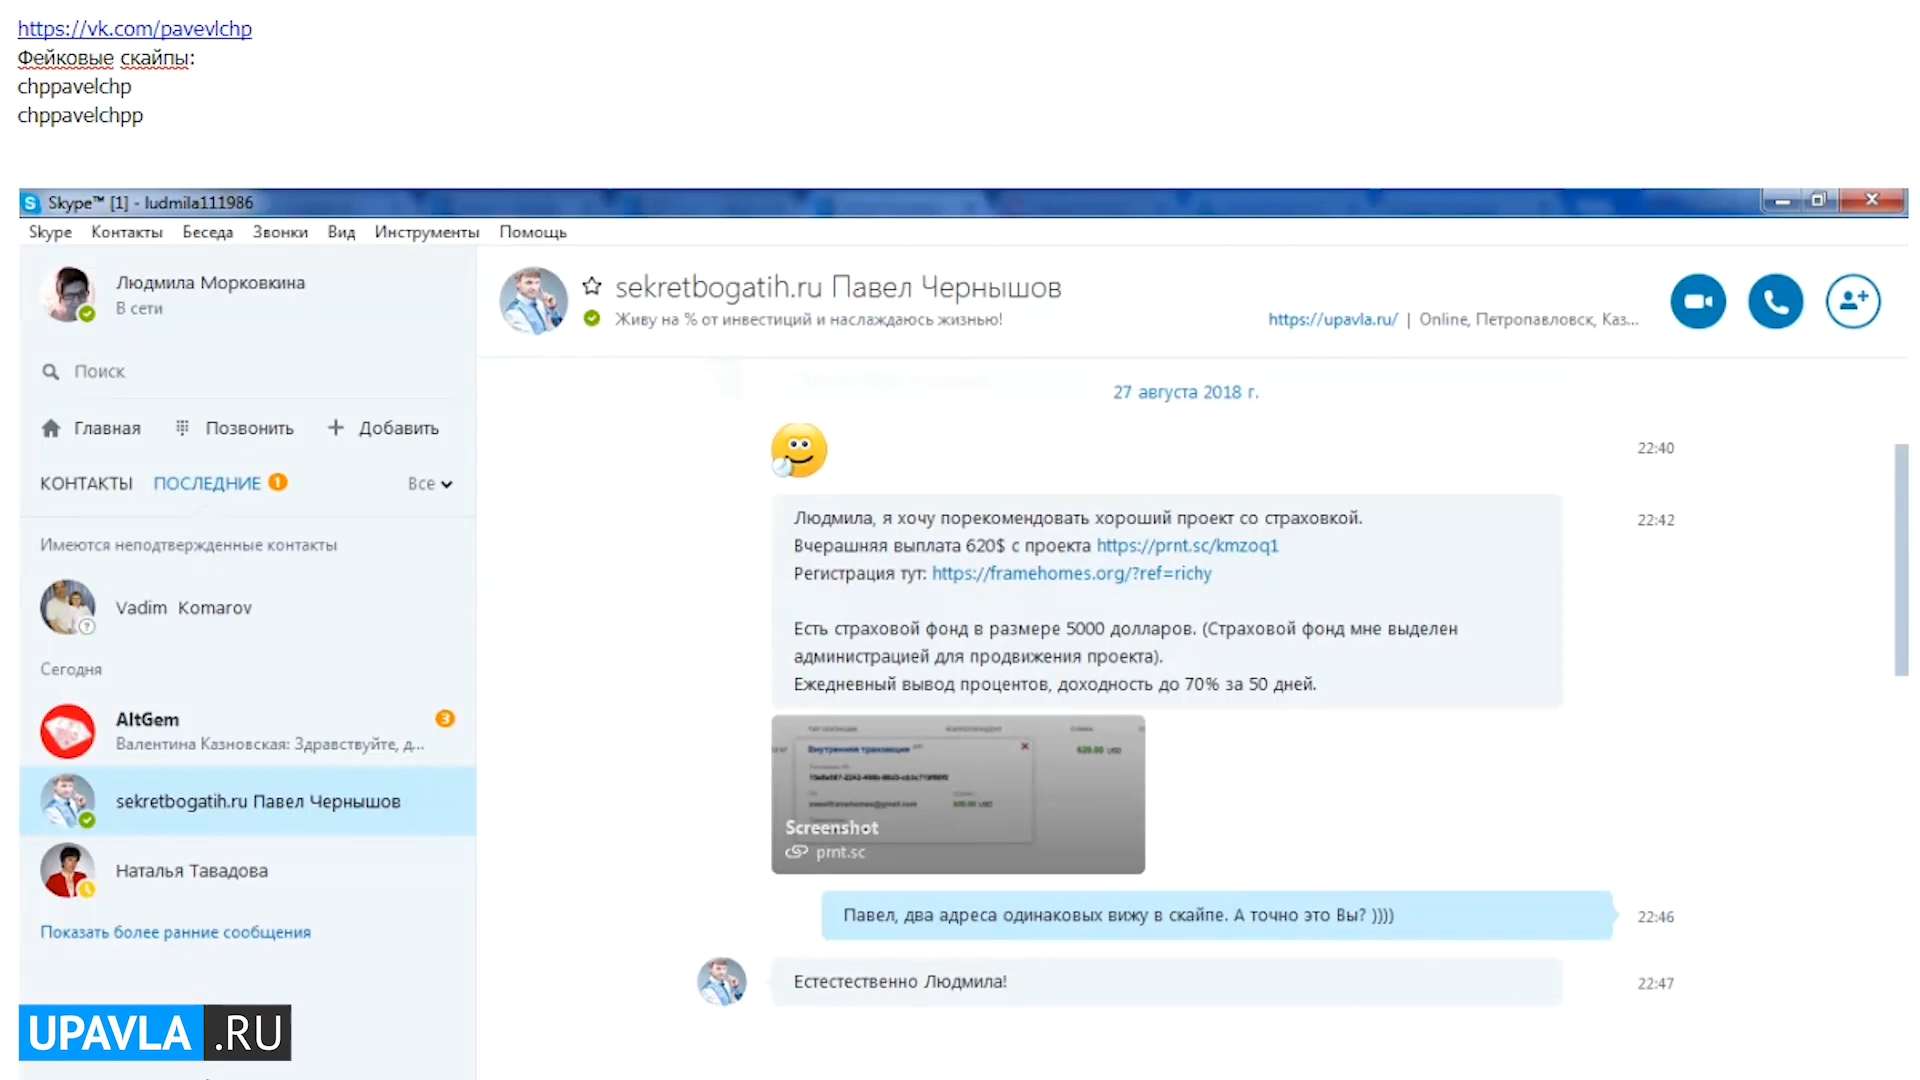 https://vk.com/pavevlchp
Фейковые скайпы:
chppavelchp
chppavelchpp
Skype™ [1] - ludmila111986
Skype Контакты Беседа Звонки Вид Инструменты Помощь
Людмила Морковкина
В сети
Поиск
Главная Позвонить Добавить
КОНТАКТЫ ПОСЛЕДНИЕ 1 Все
Имеются неподтвержденные контакты
Vadim Komarov
Сегодня
AltGem 3
Валентина Казновская: Здравствуйте, д...
sekretbogatih.ru Павел Чернышов
Наталья Тавадова
Показать более ранние сообщения
UPAVLA .RU
sekretbogatih.ru Павел Чернышов
Живу на % от инвестиций и наслаждаюсь жизнью!
https://upavla.ru/ | Online, Петропавловск, Каз...
27 августа 2018 г.
22:40
Людмила, я хочу порекомендовать хороший проект со страховкой. 22:42
Вчерашняя выплата 620$ с проекта https://prnt.sc/kmzoq1
Регистрация тут: https://framehomes.org/?ref=richy
Есть страховой фонд в размере 5000 долларов. (Страховой фонд мне выделен
администрацией для продвижения проекта).
Ежедневный вывод процентов, доходность до 70% за 50 дней.
Внутренняя транзакция
620.00 USD
Screenshot
prnt.sc
Павел, два адреса одинаковых вижу в скайпе. А точно это Вы? )))) 22:46
Естестественно Людмила! 22:47